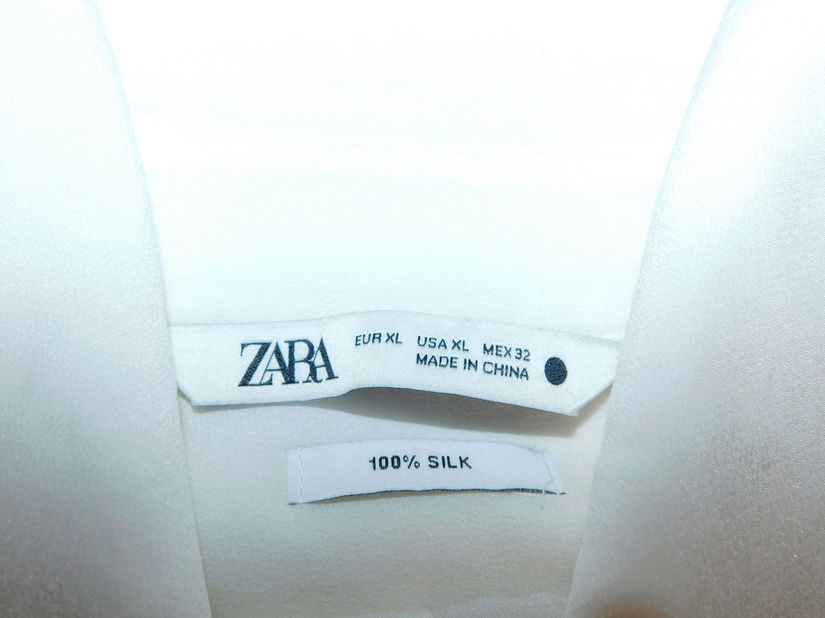 ZARA
EUR XL USA XL MEX 32
MADE IN CHINA
100% SILK